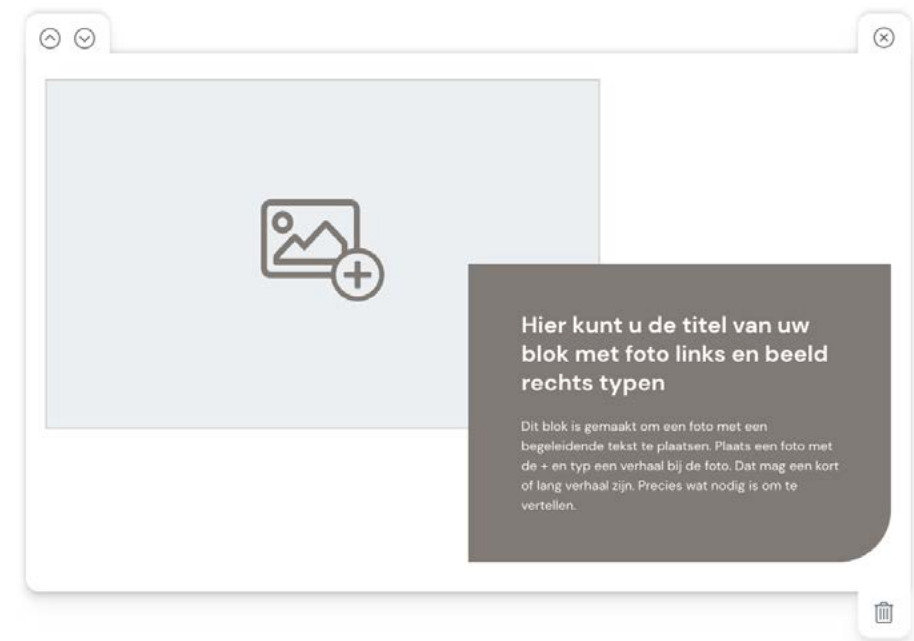 Hier kunt u de titel van uw
blok met foto links en beeld
rechts typen
Dit blok is gemaakt om een foto met een
begeleidende tekst te plaatsen. Plaats een foto met
de + en typ een verhaal bij de foto. Dat mag een kort
of lang verhaal zijn. Precies wat nodig is om te
vertellen.